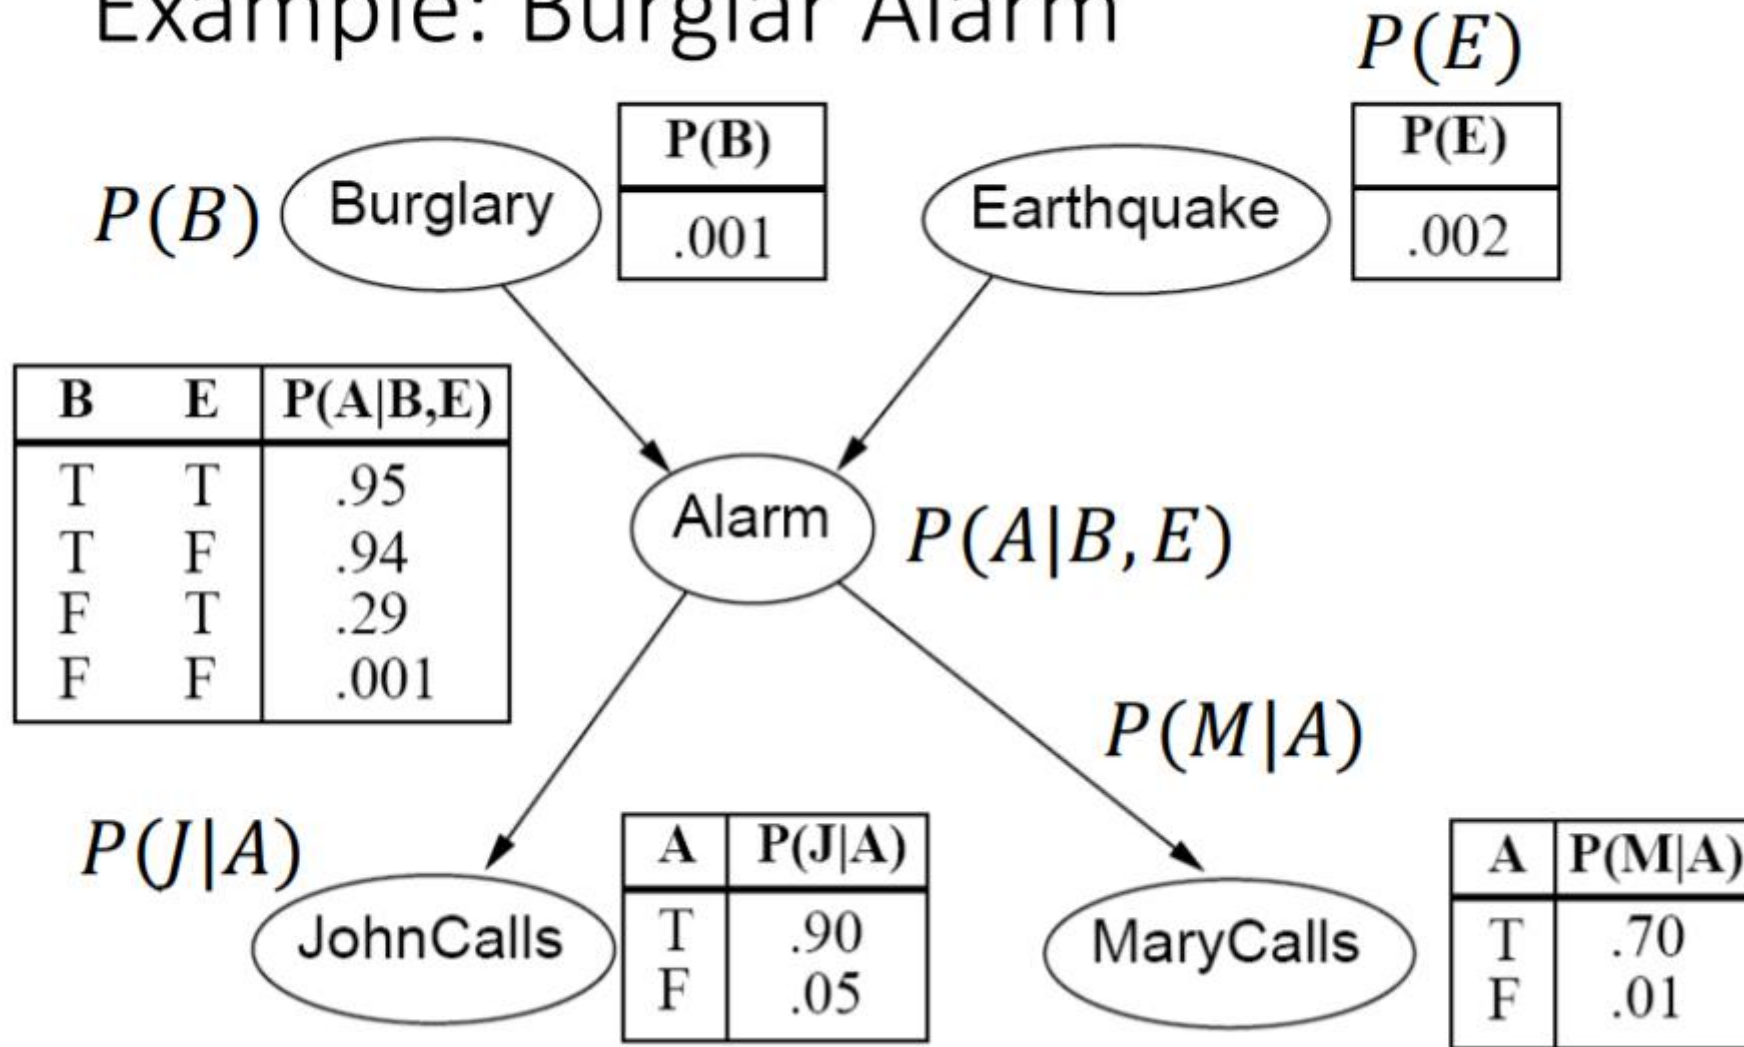 Example: Burglar Alarm
P(E)
P(B)
.001
P(E)
.002
P(B)
Burglary
Earthquake
B E P(A|B,E)
T T .95
T F .94
F T .29
F F .001
Alarm
P(A|B,E)
P(M|A)
P(J|A)
JohnCalls
A P(J|A)
T .90
F .05
MaryCalls
A P(M|A)
T .70
F .01